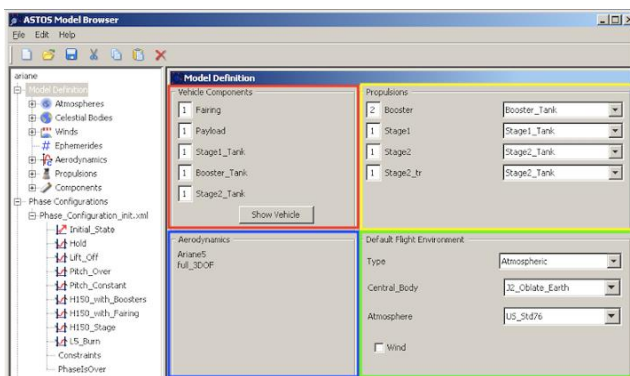 ASTOS Model Browser
File Edit Help
ariane
Model Definition
Atmospheres
Celestial Bodies
Winds
Ephemerides
Aerodynamics
Propulsions
Components
Phase Configurations
Phase_Configuration_init.xml
Initial_State
Hold
Lift_Off
Pitch_Over
Pitch_Constant
H150_with_Boosters
H150_with_Fairing
H150_Stage
L5_Burn
Constraints
PhaseIsOver
Model Definition
Vehicle Components
1 Fairing
1 Payload
1 Stage1_Tank
1 Booster_Tank
1 Stage2_Tank
Show Vehicle
Propulsions
2 Booster Booster_Tank
1 Stage1 Stage1_Tank
1 Stage2 Stage2_Tank
1 Stage2_tr Stage2_Tank
Aerodynamics
Ariane5
full_3DOF
Default Flight Environment
Type Atmospheric
Central_Body J2_Oblate_Earth
Atmosphere US_Std76
Wind